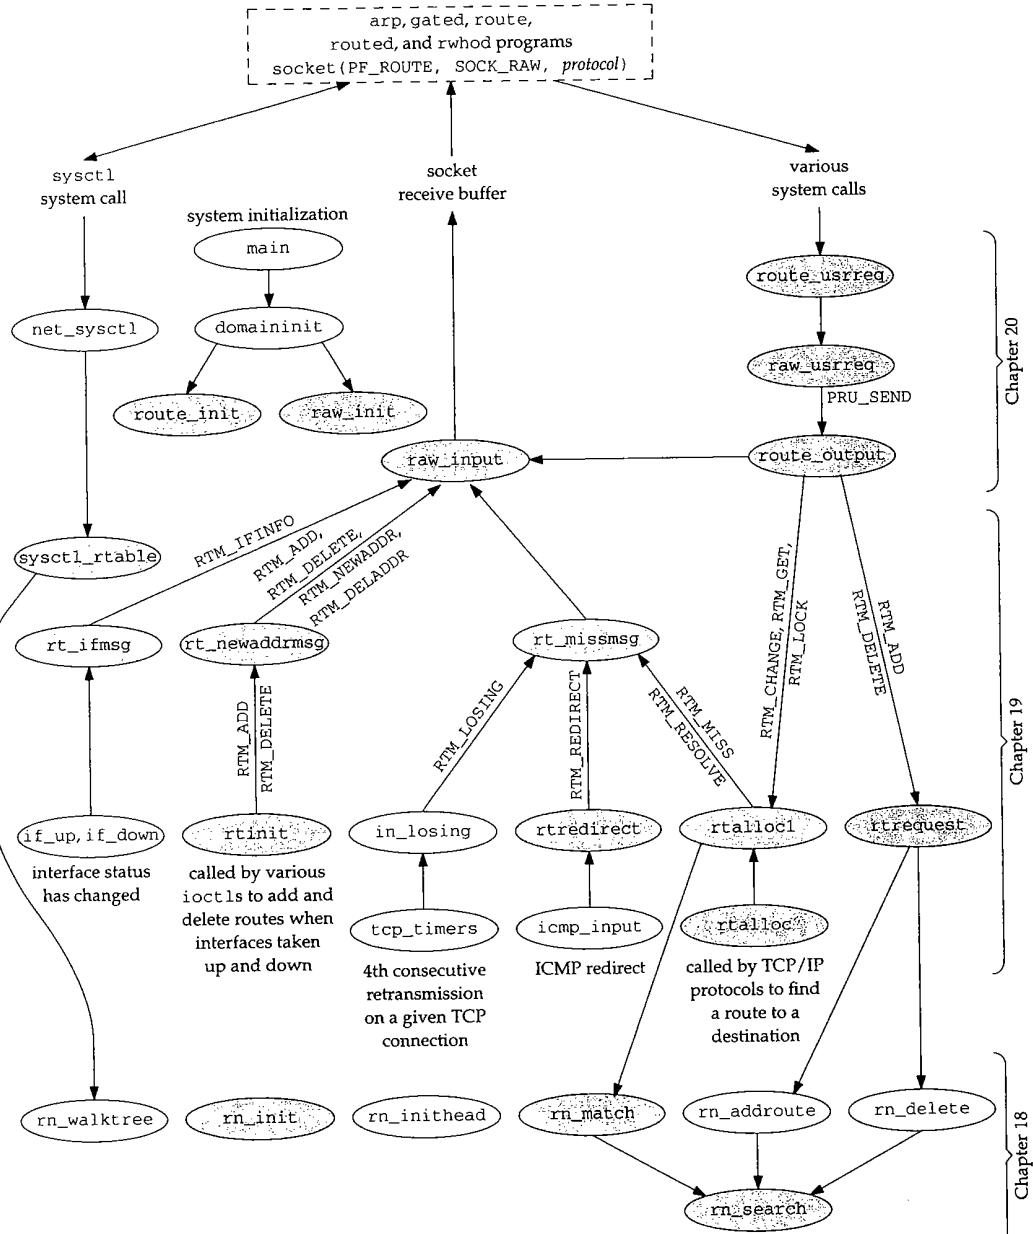 arp, gated, route,
routed, and rwhod programs
socket(PF_ROUTE, SOCK_RAW, protocol)
sysctl
system call
socket
receive buffer
various
system calls
system initialization
main
route_usrreq
net_sysctl
domaininit
raw_usrreq
PRU_SEND
route_init
raw_init
raw_input
route_output
Chapter 20
sysctl_rtable
RTM_IFINFO
RTM_ADD,
RTM_DELETE,
RTM_NEWADDR,
RTM_DELADDR
rt_ifmsg
rt_newaddrmsg
rt_missmsg
RTM_CHANGE, RTM_GET,
RTM_LOCK
RTM_ADD
RTM_DELETE
RTM_ADD
RTM_DELETE
RTM_LOSING
RTM_REDIRECT
RTM_MISS
RTM_RESOLVE
Chapter 19
if_up, if_down
rtinit
in_losing
rtredirect
rtalloc1
rtrequest
interface status
has changed
called by various
ioctls to add and
delete routes when
interfaces taken
up and down
tcp_timers
icmp_input
rtalloc
4th consecutive
retransmission
on a given TCP
connection
ICMP redirect
called by TCP/IP
protocols to find
a route to a
destination
rn_walktree
rn_init
rn_inithead
rn_match
rn_addroute
rn_delete
rn_search
Chapter 18